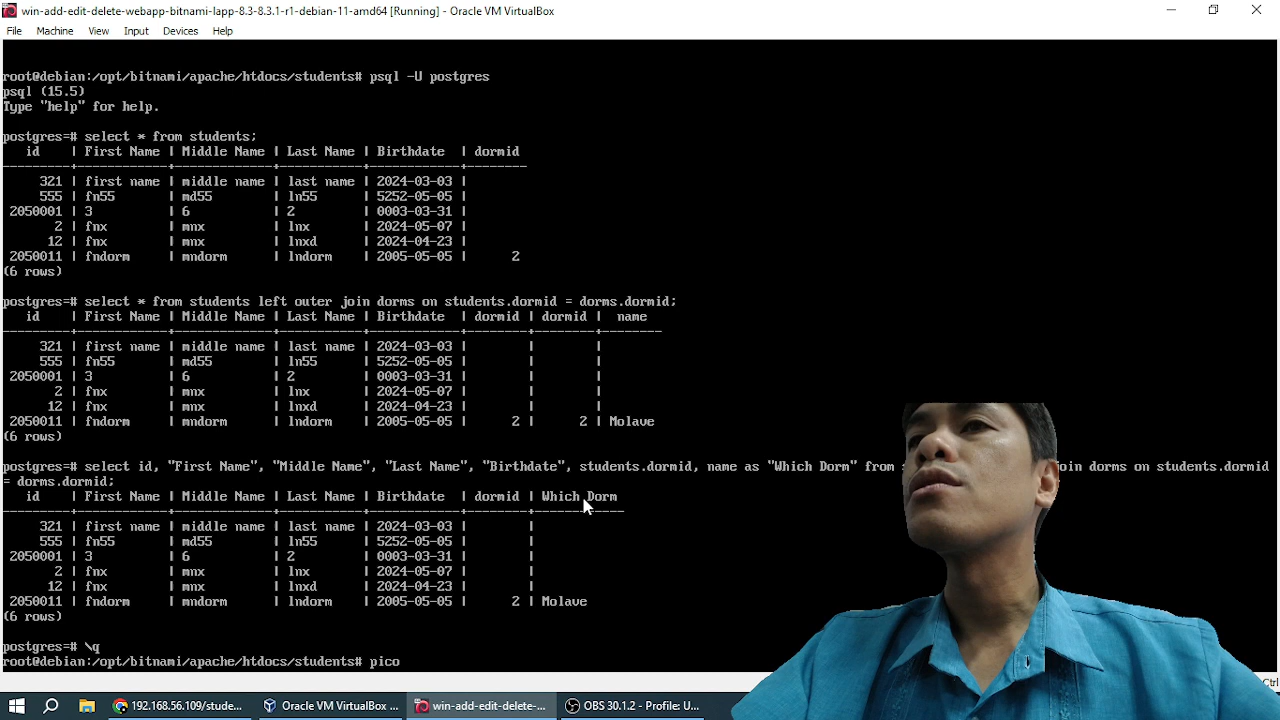 win-add-edit-delete-webapp-bitnami-lapp-8.3-8.3.1-r1-debian-11-amd64 [Running] - Oracle VM VirtualBox
File Machine View Input Devices Help
root@debian:/opt/bitnami/apache/htdocs/students# psql -U postgres
psql (15.5)
Type "help" for help.
postgres=# select * from students;
id | First Name | Middle Name | Last Name | Birthdate | dormid
---------+------------+-------------+-----------+------------+--------
321 | first name | middle name | last name | 2024-03-03 |
555 | fn55 | md55 | ln55 | 5252-05-05 |
2050001 | 3 | 6 | 2 | 0003-03-31 |
2 | fnx | mnx | lnx | 2024-05-07 |
12 | fnx | mnx | lnxd | 2024-04-23 |
2050011 | fndorm | mndorm | lndorm | 2005-05-05 | 2
(6 rows)
postgres=# select * from students left outer join dorms on students.dormid = dorms.dormid;
id | First Name | Middle Name | Last Name | Birthdate | dormid | dormid | name
---------+------------+-------------+-----------+------------+--------+--------+--------
321 | first name | middle name | last name | 2024-03-03 | | |
555 | fn55 | md55 | ln55 | 5252-05-05 | | |
2050001 | 3 | 6 | 2 | 0003-03-31 | | |
2 | fnx | mnx | lnx | 2024-05-07 | | |
12 | fnx | mnx | lnxd | 2024-04-23 | | |
2050011 | fndorm | mndorm | lndorm | 2005-05-05 | 2 | 2 | Molave
(6 rows)
postgres=# select id, "First Name", "Middle Name", "Last Name", "Birthdate", students.dormid, name as "Which Dorm" from dorms on students.dormid
= dorms.dormid;
id | First Name | Middle Name | Last Name | Birthdate | dormid | Which Dorm
---------+------------+-------------+-----------+------------+--------+------------
321 | first name | middle name | last name | 2024-03-03 | |
555 | fn55 | md55 | ln55 | 5252-05-05 | |
2050001 | 3 | 6 | 2 | 0003-03-31 | |
2 | fnx | mnx | lnx | 2024-05-07 | |
12 | fnx | mnx | lnxd | 2024-04-23 | |
2050011 | fndorm | mndorm | lndorm | 2005-05-05 | 2 | Molave
(6 rows)
postgres=# \q
root@debian:/opt/bitnami/apache/htdocs/students# pico
Ctrl
192.168.56.109/stude... Oracle VM VirtualBox ... win-add-edit-delete-... OBS 30.1.2 - Profile: U...